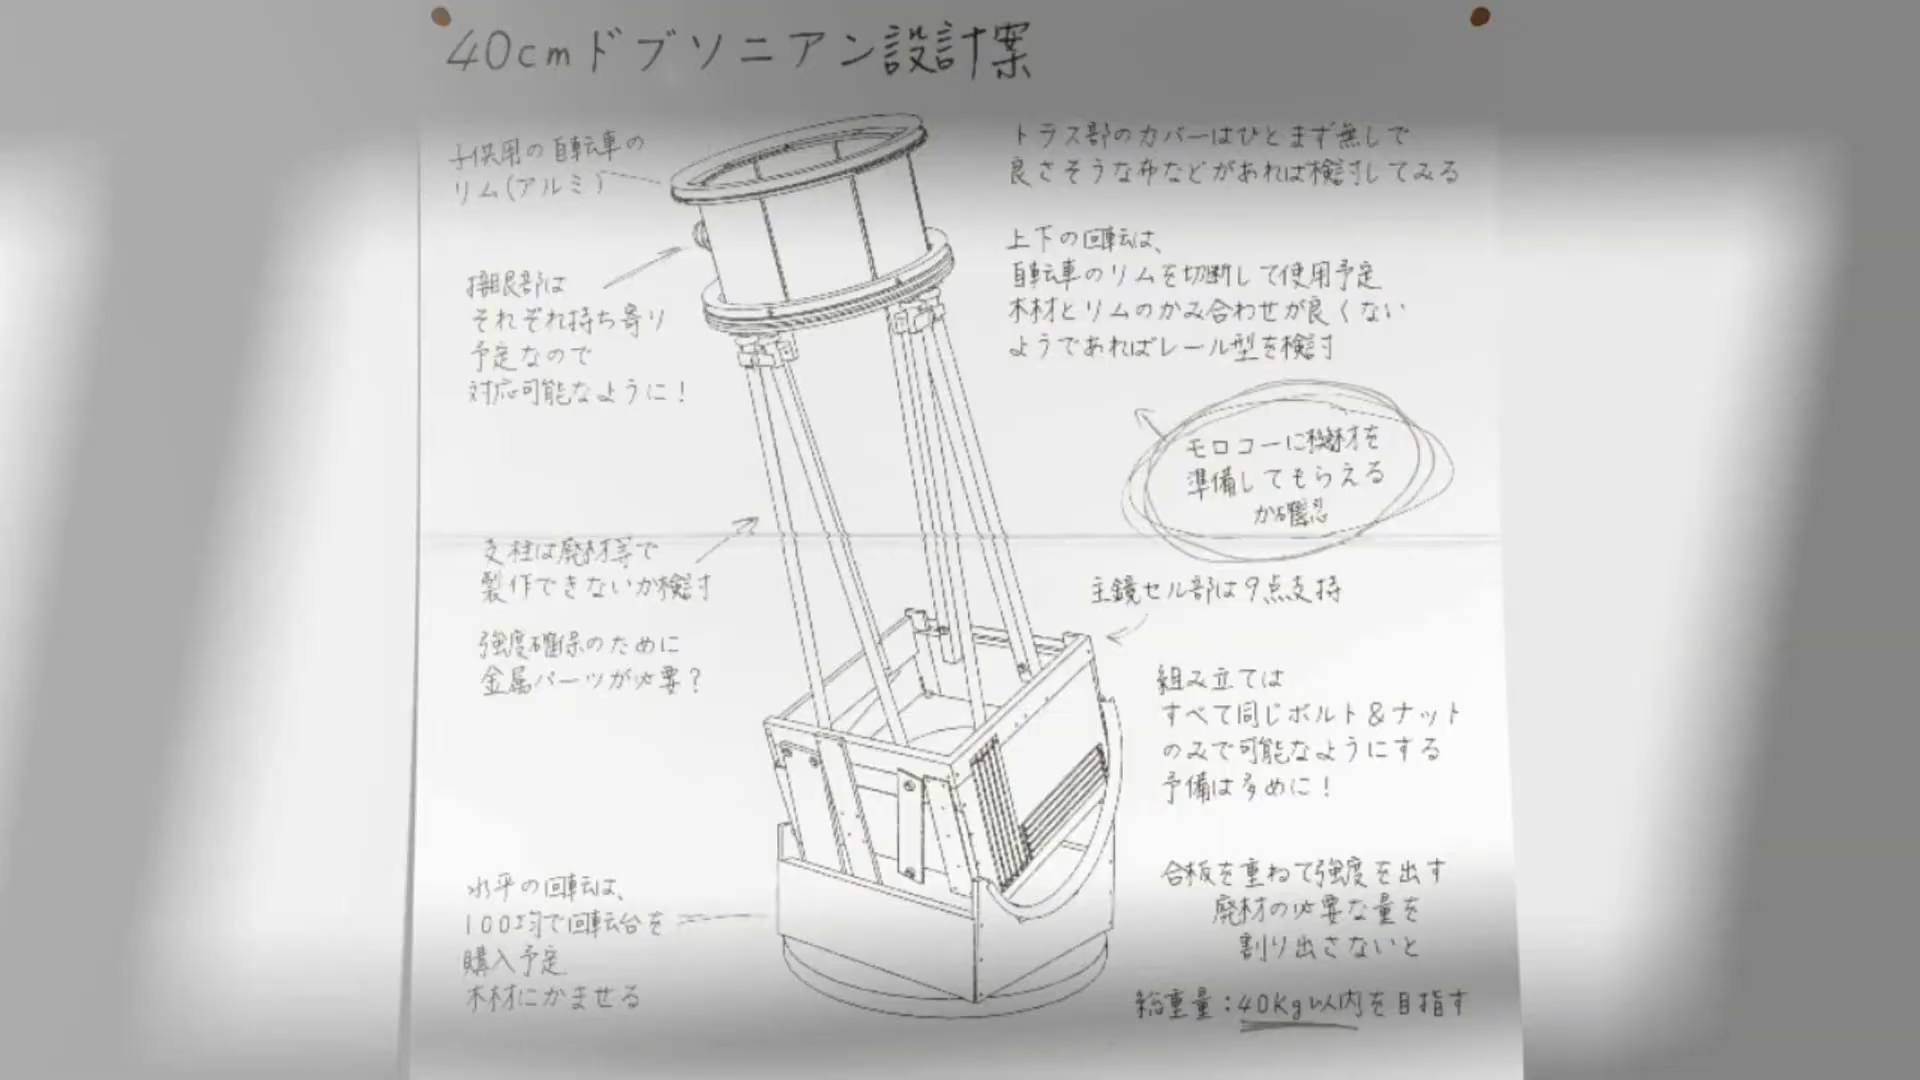 40cmドブソニアン設計案
子供用の自転車の
リム(アルミ)
接眼部は
それぞれ持ち寄り
予定なので
対応可能なように!
支柱は廃材等で
製作できないか検討
強度確保のために
金属パーツが必要?
水平の回転は、
100均で回転台を
購入予定
木材にかませる
トラス部のカバーはひとまず無しで
良さそうな布などがあれば検討してみる
上下の回転は、
自転車のリムを切断して使用予定
木材とリムのかみ合わせが良くない
ようであればレール型を検討
モロコーに機材を
準備してもらえる
か確認
主鏡セル部は9点支持
組み立ては
すべて同じボルト&ナット
のみで可能なようにする
予備は多めに!
合板を重ねて強度を出す
廃材の必要な量を
割り出さないと
総重量:40Kg以内を目指す